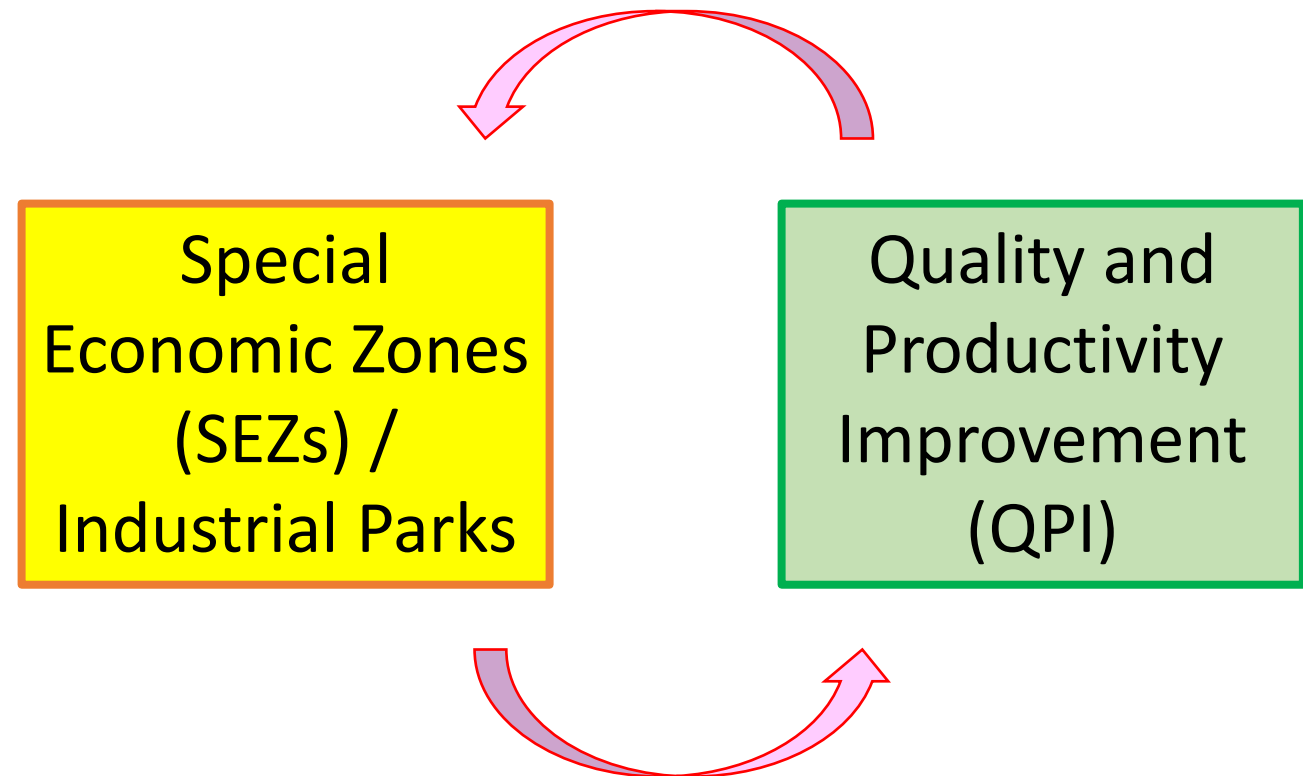 Special
Economic Zones
(SEZs) /
Industrial Parks
Quality and
Productivity
Improvement
(QPI)